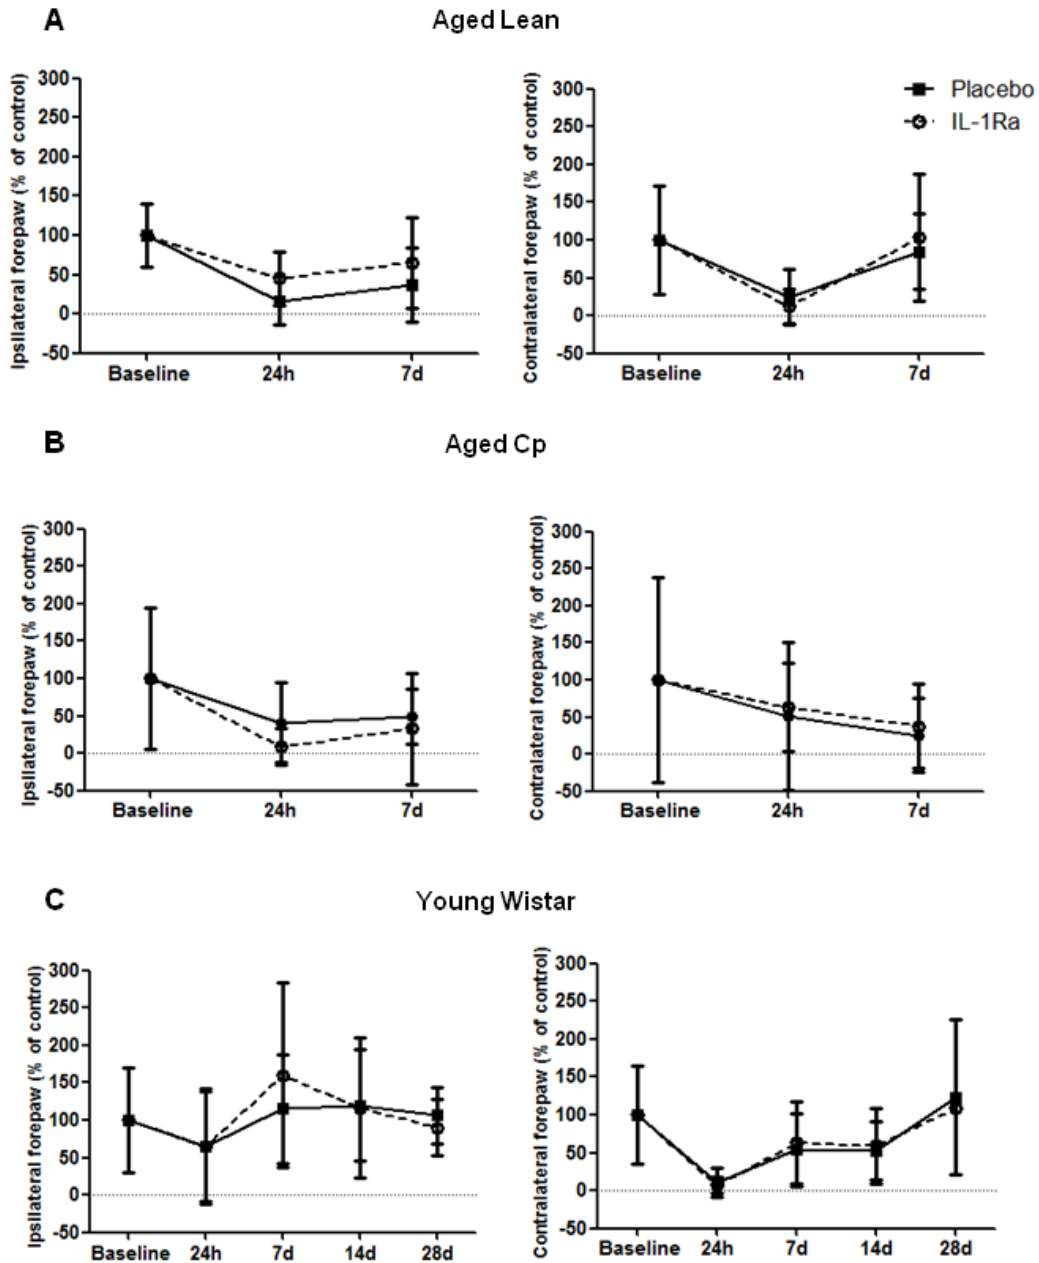 A
Aged Lean
Ipsilateral forepaw (% of control)
300
250
200
150
100
50
0
-50
Baseline
24h
7d
Contralateral forepaw (% of control)
300
250
200
150
100
50
0
-50
Baseline
24h
7d
Placebo
IL-1Ra
B
Aged Cp
Ipsilateral forepaw (% of control)
300
250
200
150
100
50
0
-50
Baseline
24h
7d
Contralateral forepaw (% of control)
300
250
200
150
100
50
0
-50
Baseline
24h
7d
C
Young Wistar
Ipsilateral forepaw (% of control)
300
250
200
150
100
50
0
-50
Baseline
24h
7d
14d
28d
Contralateral forepaw (% of control)
300
250
200
150
100
50
0
-50
Baseline
24h
7d
14d
28d